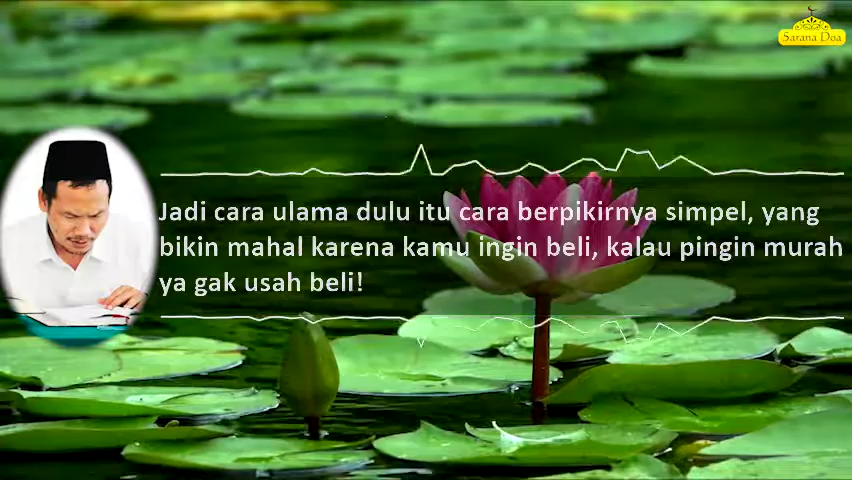 Sarana Doa
Jadi cara ulama dulu itu cara berpikirnya simpel, yang
bikin mahal karena kamu ingin beli, kalau pingin murah
ya gak usah beli!